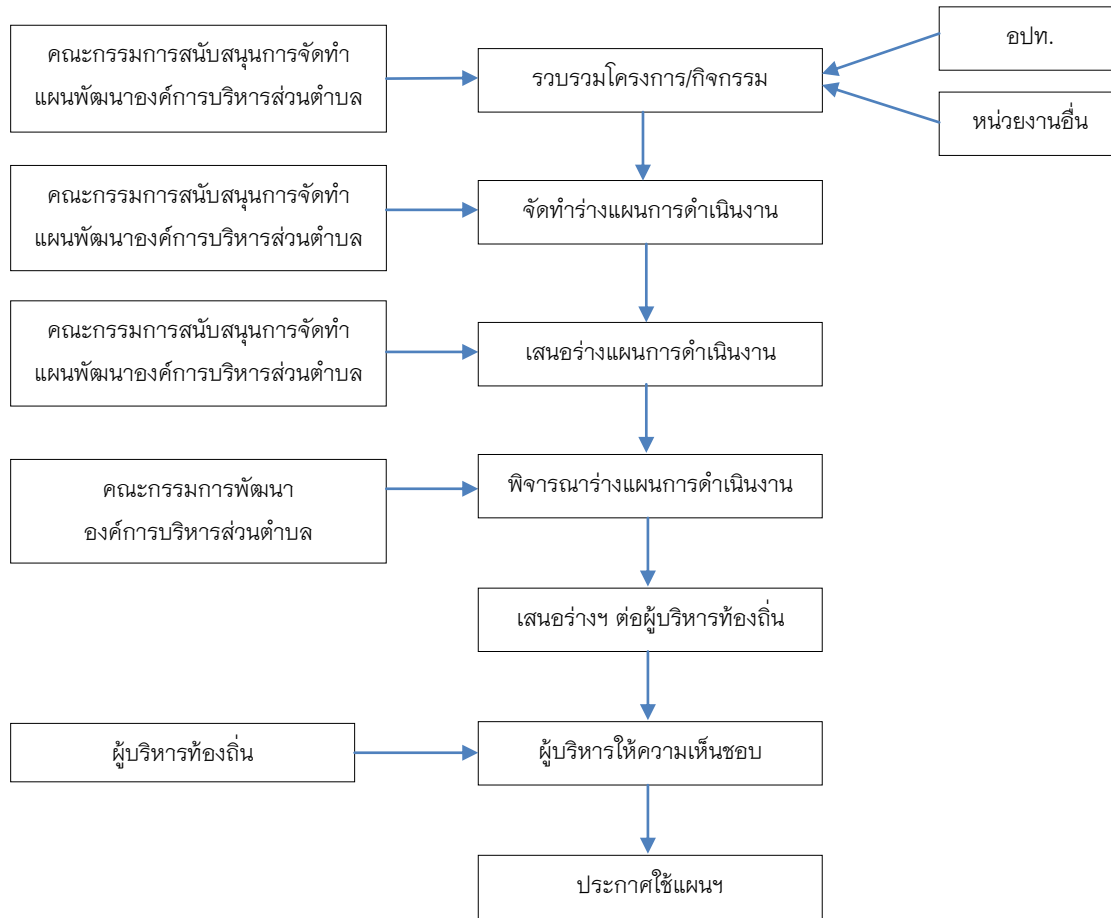 คณะกรรมการสนับสนุนการจัดทำ
แผนพัฒนาองค์การบริหารส่วนตำบล
รวบรวมโครงการ/กิจกรรม
อปท.
หน่วยงานอื่น
คณะกรรมการสนับสนุนการจัดทำ
แผนพัฒนาองค์การบริหารส่วนตำบล
จัดทำร่างแผนการดำเนินงาน
คณะกรรมการสนับสนุนการจัดทำ
แผนพัฒนาองค์การบริหารส่วนตำบล
เสนอร่างแผนการดำเนินงาน
คณะกรรมการพัฒนา
องค์การบริหารส่วนตำบล
พิจารณาร่างแผนการดำเนินงาน
เสนอร่างฯ ต่อผู้บริหารท้องถิ่น
ผู้บริหารท้องถิ่น
ผู้บริหารให้ความเห็นชอบ
ประกาศใช้แผนฯ